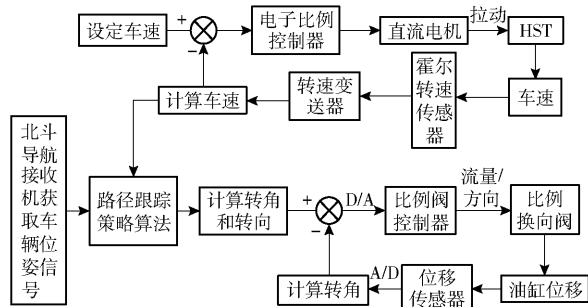 设定车速
+
−
电子比例
控制器
直流电机
拉动
HST
车速
霍尔
转速
传感
器
转速变
送器
计算车速
北斗
导航
接收
机获
取车
辆位
姿信
号
路径跟踪
策略算法
计算转角
和转向
+
−
D/A
比例阀
控制器
流量/
方向
比例
换向阀
油缸位移
位移
传感器
A/D
计算转角